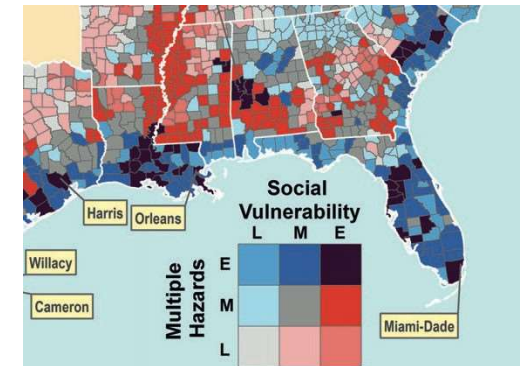 Harris
Orleans
Willacy
Cameron
Miami-Dade
Social
Vulnerability
L M E
Multiple
Hazards
E
M
L